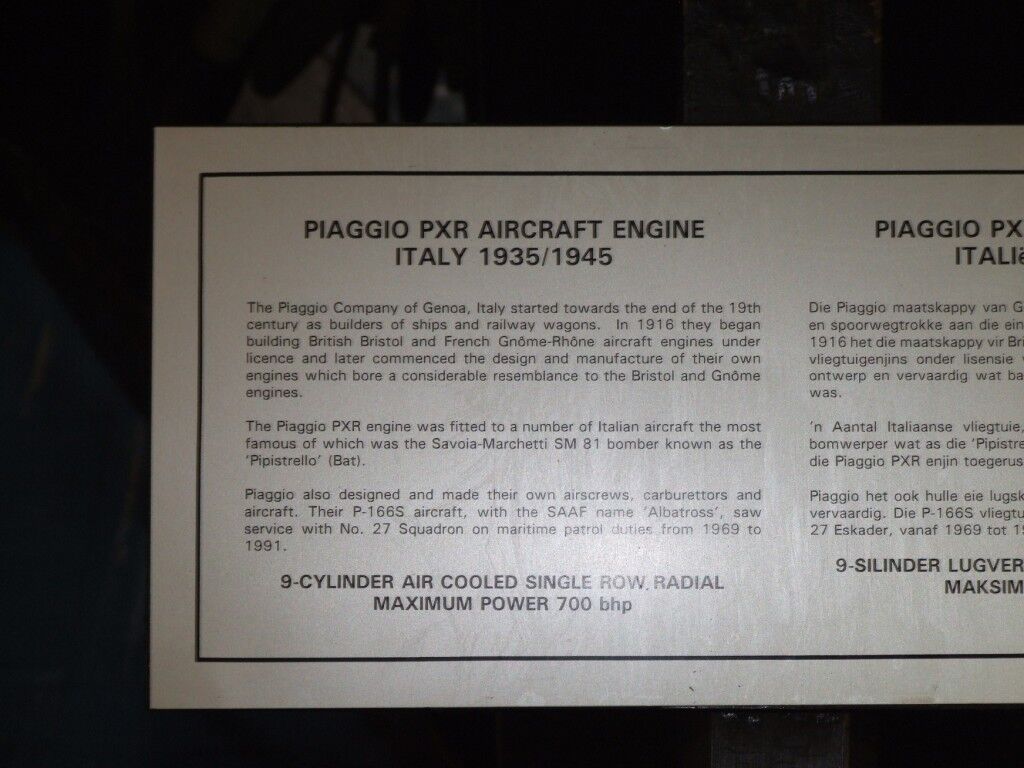 PIAGGIO PXR AIRCRAFT ENGINE
ITALY 1935/1945
The Piaggio Company of Genoa, Italy started towards the end of the 19th
century as builders of ships and railway wagons. In 1916 they began
building British Bristol and French Gnôme-Rhône aircraft engines under
licence and later commenced the design and manufacture of their own
engines which bore a considerable resemblance to the Bristol and Gnôme
engines.
The Piaggio PXR engine was fitted to a number of Italian aircraft the most
famous of which was the Savoia-Marchetti SM 81 bomber known as the
'Pipistrello' (Bat).
Piaggio also designed and made their own airscrews, carburettors and
aircraft. Their P-166S aircraft, with the SAAF name 'Albatross', saw
service with No. 27 Squadron on maritime patrol duties from 1969 to
1991.
9-CYLINDER AIR COOLED SINGLE ROW RADIAL
MAXIMUM POWER 700 bhp
PIAGGIO PX
ITALIë
Die Piaggio maatskappy van G
en spoorwegtrokke aan die ein
1916 het die maatskappy vir Bri
vliegtuigenjins onder lisensie
ontwerp en vervaardig wat ba
was.
'n Aantal Italiaanse vliegtuie,
bomwerper wat as die 'Pipistre
die Piaggio PXR enjin toegerus
Piaggio het ook hulle eie lugsk
vervaardig. Die P-166S vliegtu
27 Eskader, vanaf 1969 tot 19
9-SILINDER LUGVER
MAKSIM